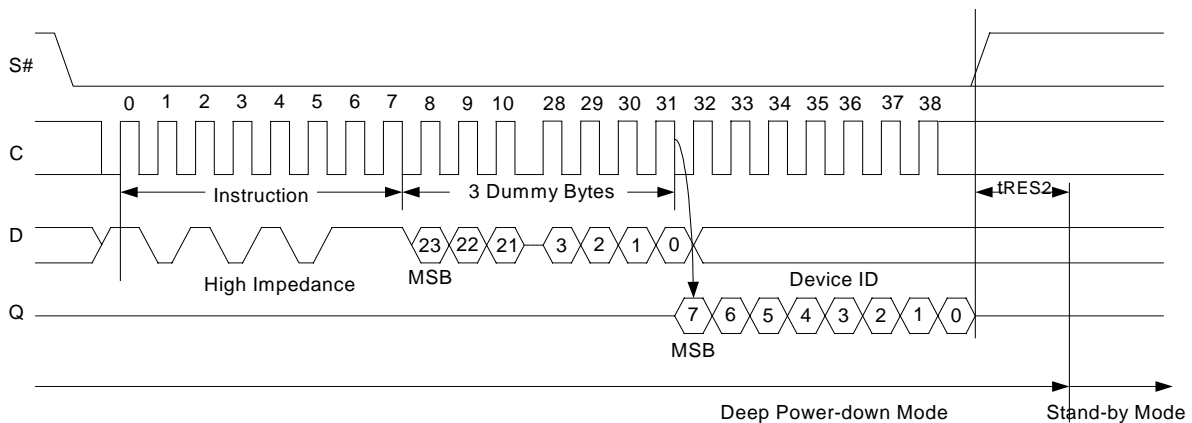 S#
0 1 2 3 4 5 6 7 8 9 10 28 29 30 31 32 33 34 35 36 37 38
C
Instruction 3 Dummy Bytes tRES2
D 23 22 21 3 2 1 0
MSB
High Impedance Device ID
Q 7 6 5 4 3 2 1 0
MSB
Deep Power-down Mode Stand-by Mode